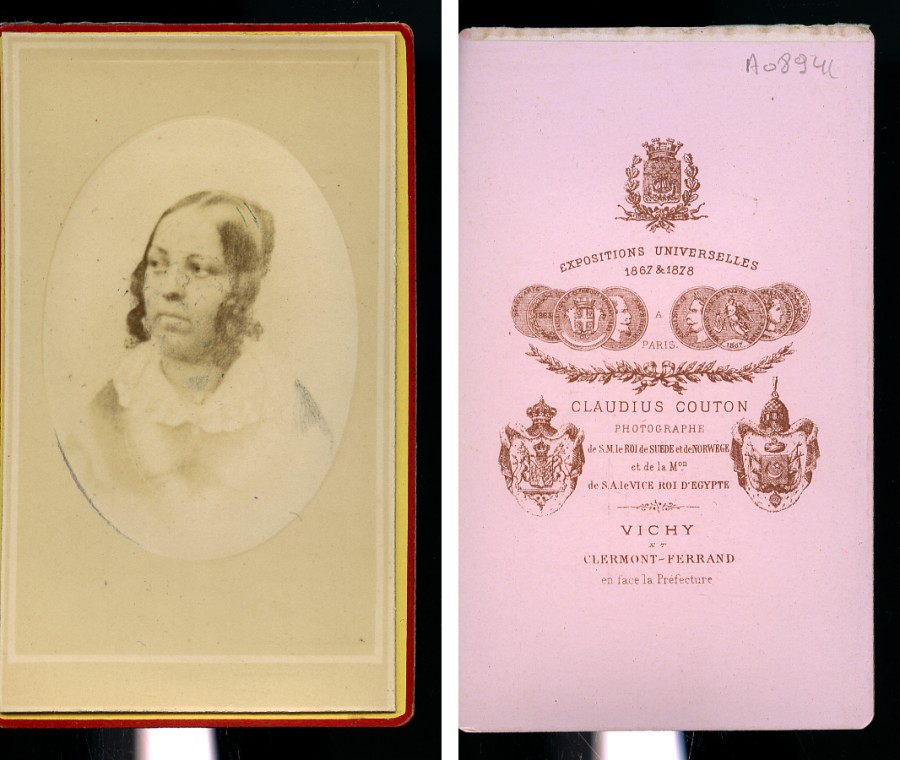 EXPOSITIONS UNIVERSELLES
1867 & 1878
A
PARIS.
1867
CLAUDIUS COUTON
PHOTOGRAPHE
de S.M. le ROI de SUÈDE et de NORWÈGE
et de la Mon
de S.A. le VICE ROI D'EGYPTE
VICHY
ET
CLERMONT-FERRAND
en face la Préfecture